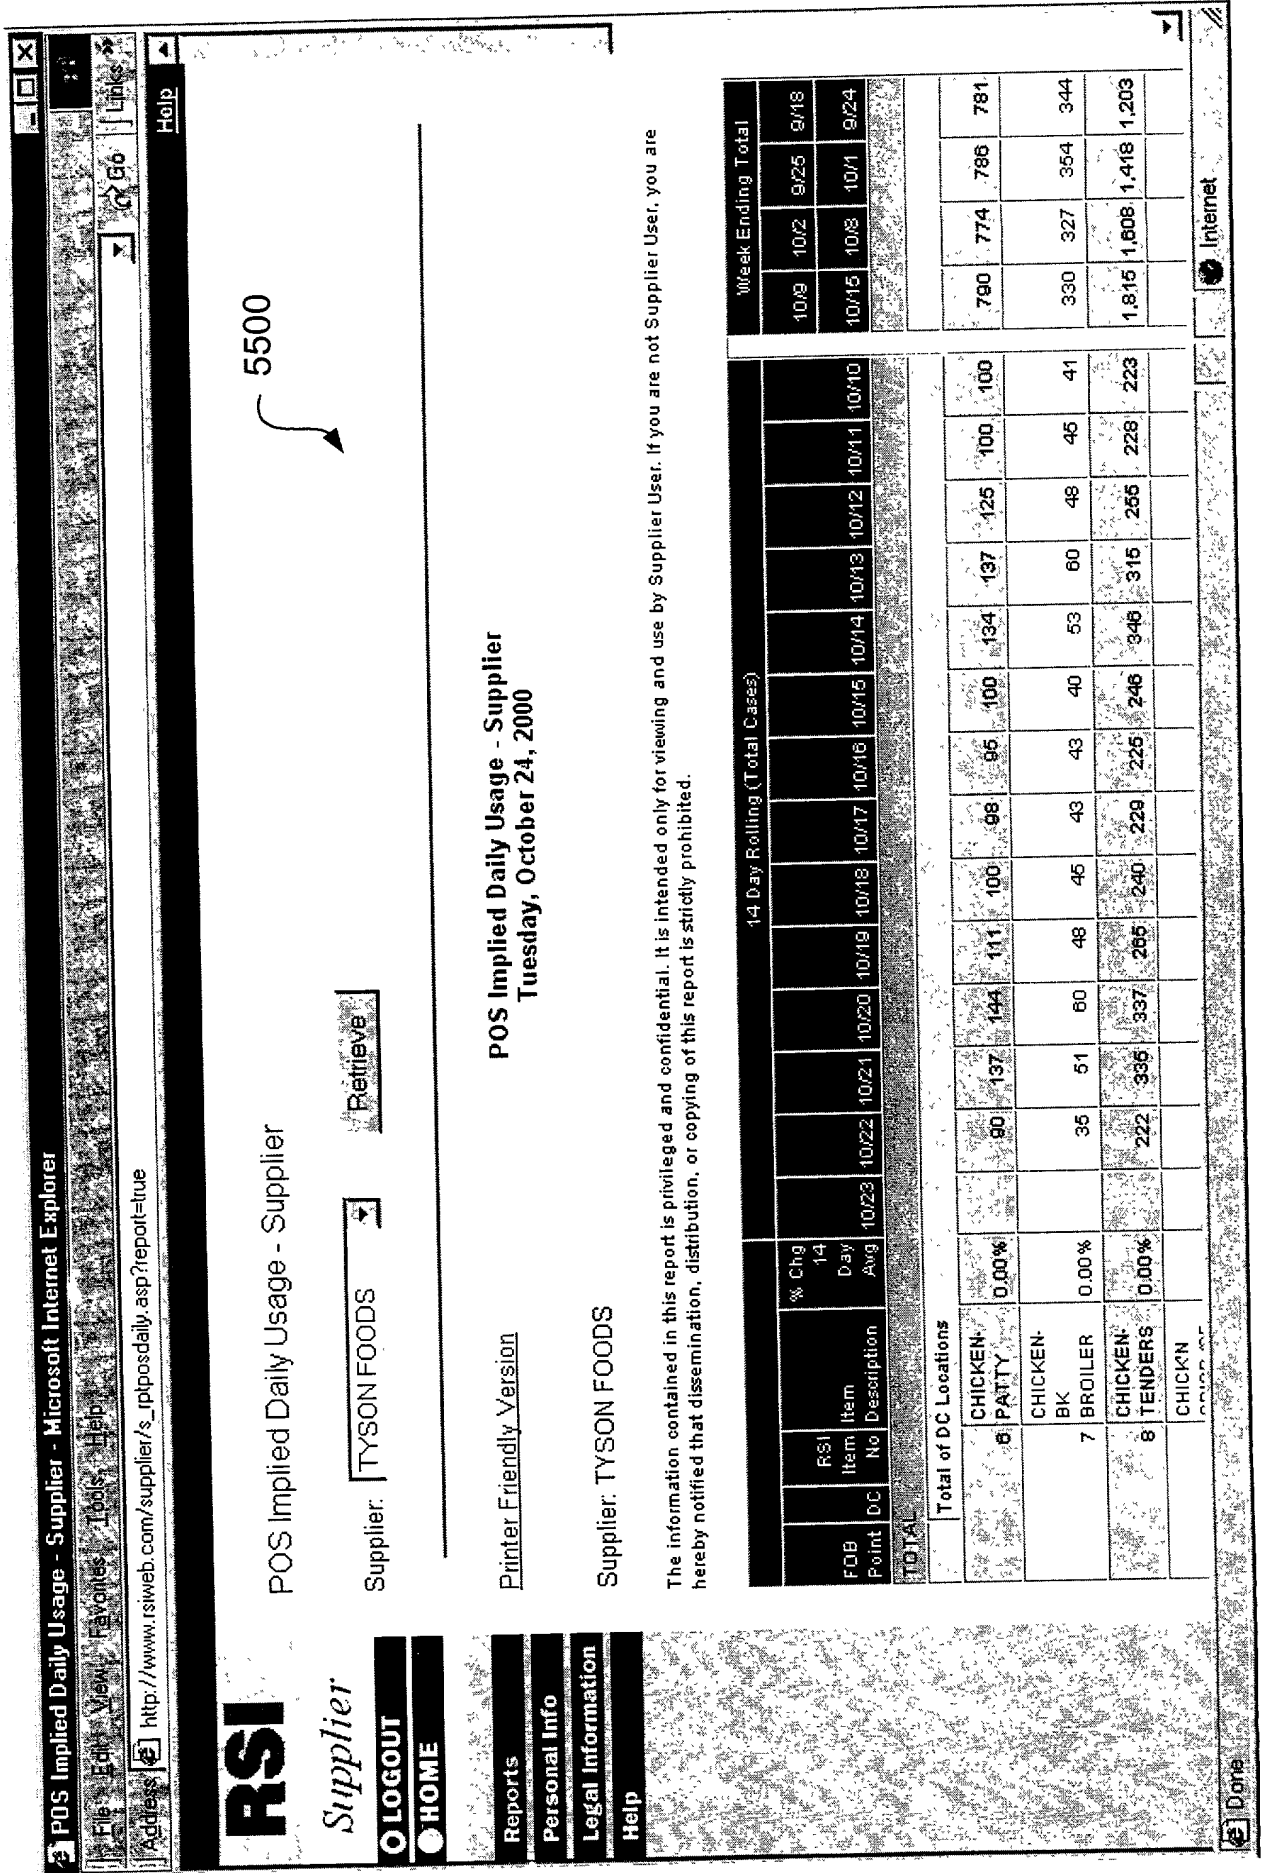 POS Implied Daily Usage - Supplier - Microsoft Internet Explorer
File Edit View Favorites Tools Help
Address http://www.rsiweb.com/supplier/s_rptposdaily.asp?report=true Go Links »
Help
RSI
Supplier
LOGOUT
HOME
Reports
Personal Info
Legal Information
Help
POS Implied Daily Usage - Supplier
5500
Supplier: TYSON FOODS Retrieve
Printer Friendly Version
POS Implied Daily Usage - Supplier
Tuesday, October 24, 2000
Supplier: TYSON FOODS
The information contained in this report is privileged and confidential. It is intended only for viewing and use by Supplier User. If you are not Supplier User, you are
hereby notified that dissemination, distribution, or copying of this report is strictly prohibited.
14 Day Rolling (Total Cases) Week Ending Total
10/9 10/2 9/25 9/18
FOB Point DC RSI Item No Item Description % Chg 14 Day Avg 10/23 10/22 10/21 10/20 10/19 10/18 10/17 10/16 10/15 10/14 10/13 10/12 10/11 10/10 10/15 10/8 10/1 9/24
TOTAL
Total of DC Locations
6 CHICKEN-PATTY 0.00% 90 137 144 111 100 98 95 100 134 137 125 100 100 790 774 786 781
7 CHICKEN-BK BROILER 0.00% 35 51 60 48 45 43 43 40 53 60 48 45 41 330 327 354 344
8 CHICKEN-TENDERS 0.00% 222 335 337 265 240 229 225 246 346 315 255 228 223 1,815 1,608 1,418 1,203
CHICK'N
Done Internet